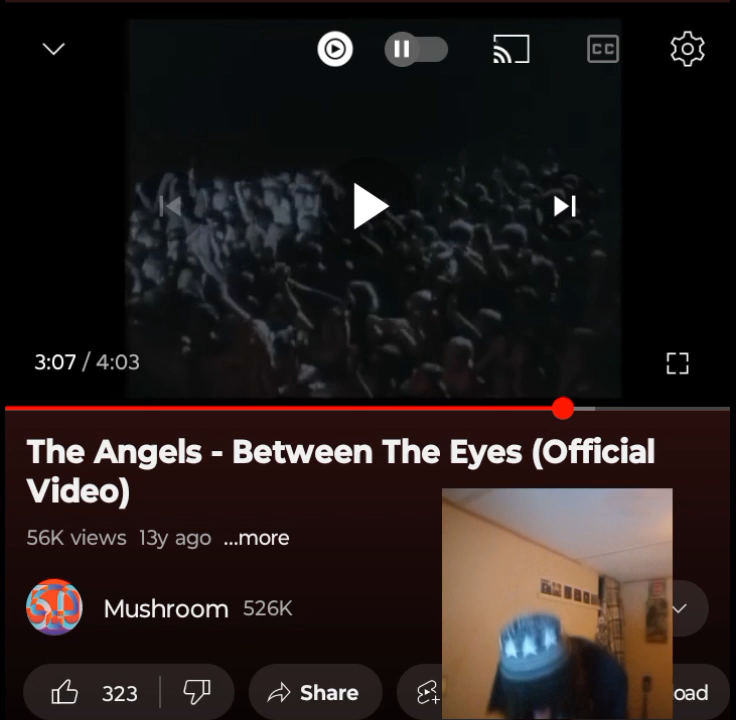 CC
3:07 / 4:03
The Angels - Between The Eyes (Official
Video)
56K views 13y ago ...more
Mushroom 526K
323 Share oad